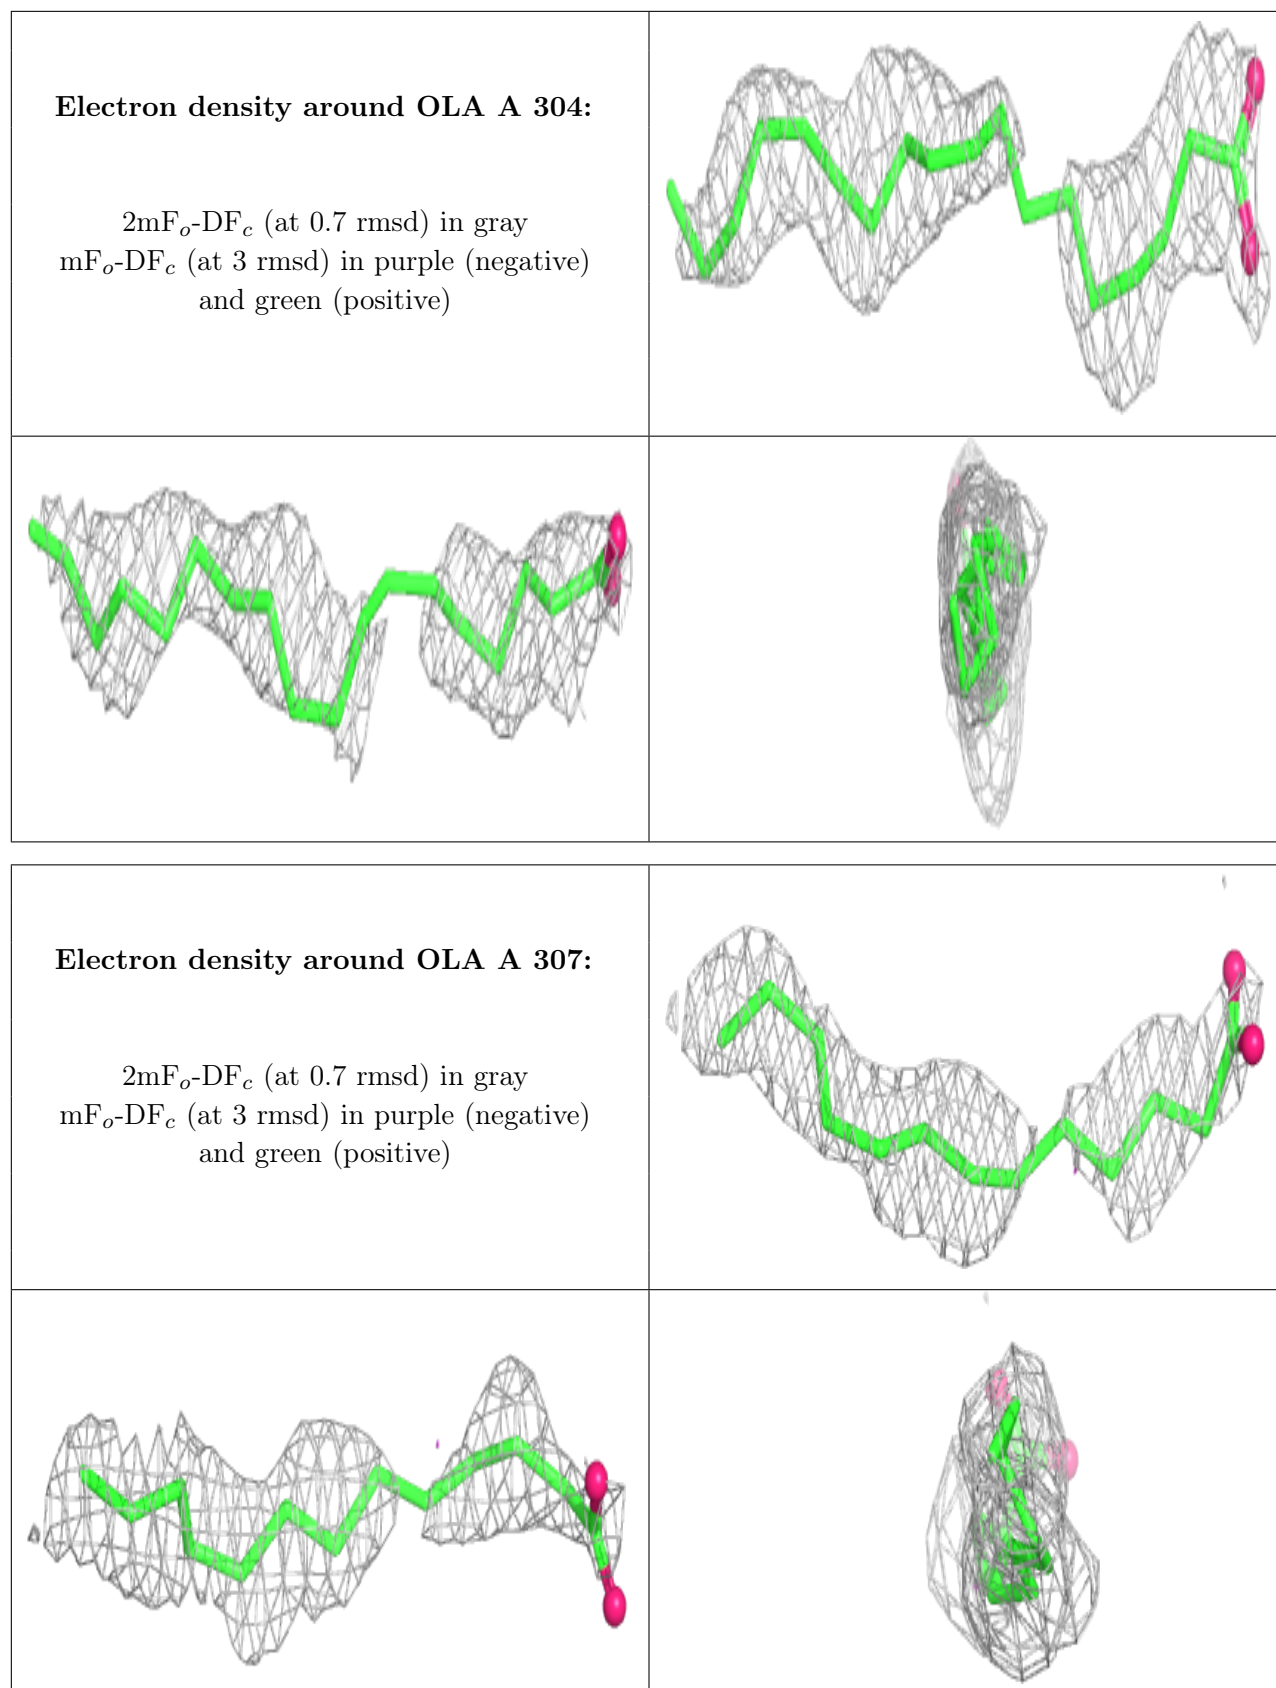 Electron density around OLA A 304:
2mFo-DFc (at 0.7 rmsd) in gray
mFo-DFc (at 3 rmsd) in purple (negative)
and green (positive)
Electron density around OLA A 307:
2mFo-DFc (at 0.7 rmsd) in gray
mFo-DFc (at 3 rmsd) in purple (negative)
and green (positive)